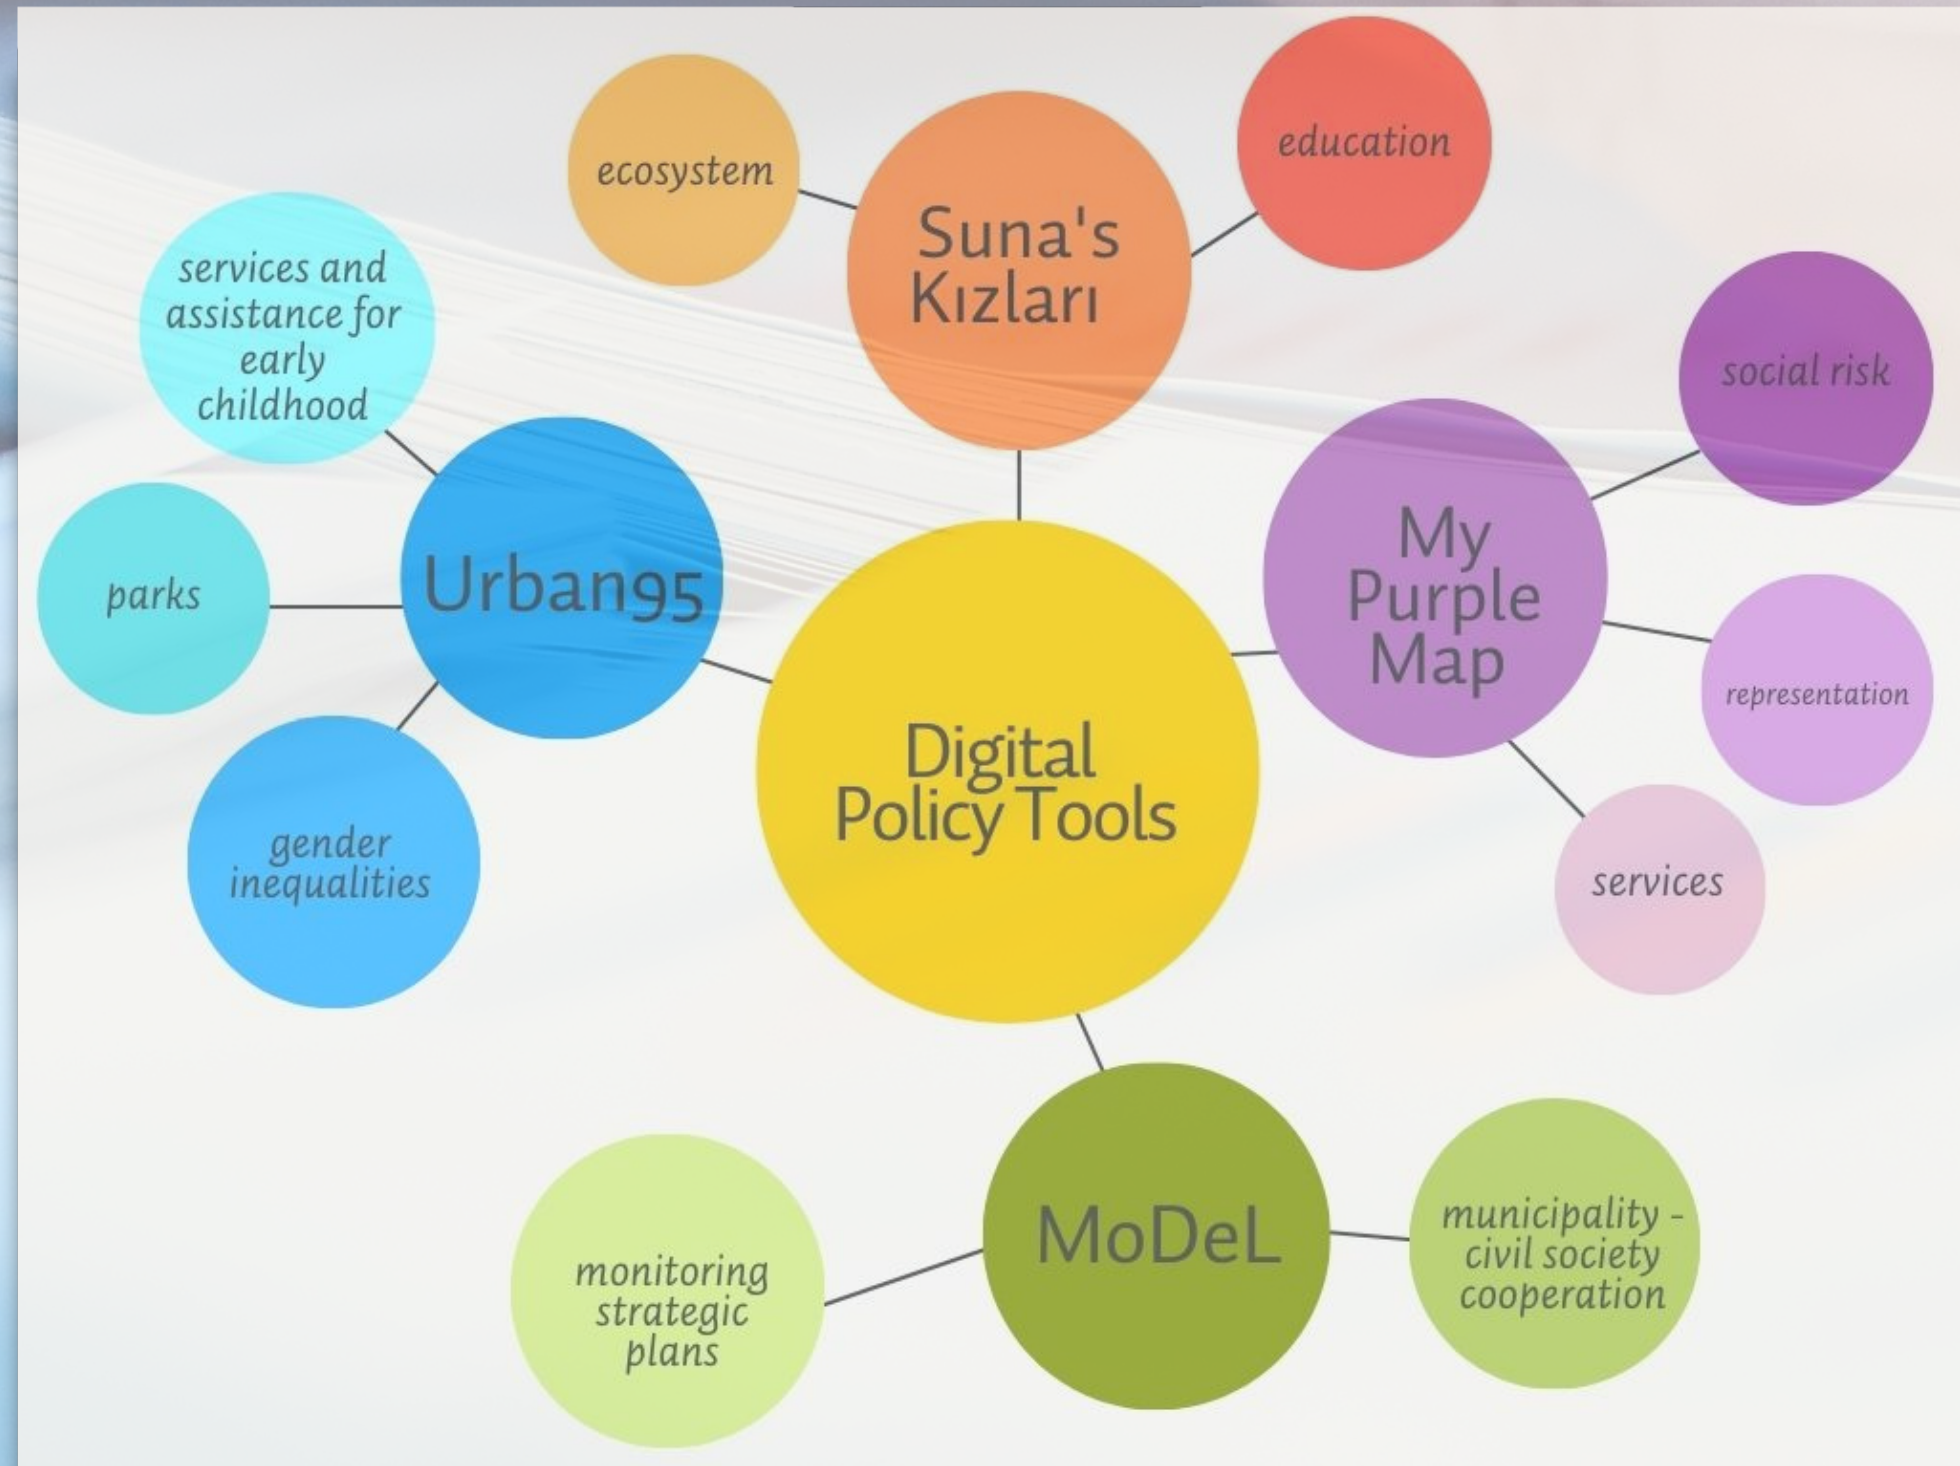 ecosystem
Suna's
Kızları
education
services and
assistance for
early
childhood
social risk
Urban95
parks
My
Purple
Map
representation
Digital
Policy Tools
gender
inequalities
services
MoDeL
monitoring
strategic
plans
municipality -
civil society
cooperation